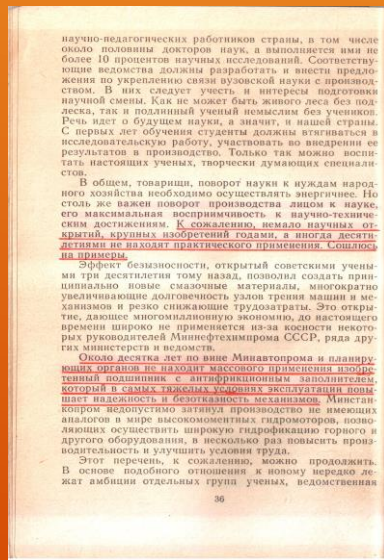 научно-педагогических работников страны, в том числе
около половины докторов наук, а выполняется ими не
более 10 процентов научных исследований. Соответству-
ющие ведомства должны разработать и внести предло-
жения по укреплению связи вузовской науки с производ-
ством. В них следует учесть и интересы подготовки
научной смены. Как не может быть живого леса без под-
леска, так и подлинный ученый немыслим без учеников.
Речь идет о будущем науки, а значит, и нашей страны.
С первых лет обучения студенты должны втягиваться в
исследовательскую работу, участвовать во внедрении ее
результатов в производство. Только так можно воспи-
тать настоящих ученых, творчески думающих специали-
стов.
В общем, товарищи, поворот науки к нуждам народ-
ного хозяйства необходимо осуществлять энергичнее. Но
столь же важен поворот производства лицом к науке,
его максимальная восприимчивость к научно-техниче-
ским достижениям. К сожалению, немало научных от-
крытий, крупных изобретений годами, а иногда десяти-
летиями не находят практического применения. Сошлюсь
на примеры.
Эффект безызносности, открытый советскими учены-
ми три десятилетия тому назад, позволил создать прин-
ципиально новые смазочные материалы, многократно
увеличивающие долговечность узлов трения машин и ме-
ханизмов и резко снижающие трудозатраты. Это откры-
тие, дающее многомиллионную экономию, до настоящего
времени широко не применяется из-за косности некото-
рых руководителей Миннефтехимпрома СССР, ряда дру-
гих министерств и ведомств.
Около десятка лет по вине Минавтопрома и планиру-
ющих органов не находит массового применения изобре-
тенный подшипник с антифрикционным заполнителем,
который в самых тяжелых условиях эксплуатации повы-
шает надежность и безотказность механизмов. Минстан-
копром недопустимо затянул производство не имеющих
аналогов в мире высокомоментных гидромоторов, позво-
ляющих осуществить широкую гидрофикацию горного и
другого оборудования, в несколько раз повысить произ-
водительность и улучшить условия труда.
Этот перечень, к сожалению, можно продолжить.
В основе подобного отношения к новому нередко ле-
жат амбиции отдельных групп ученых, ведомственная
36